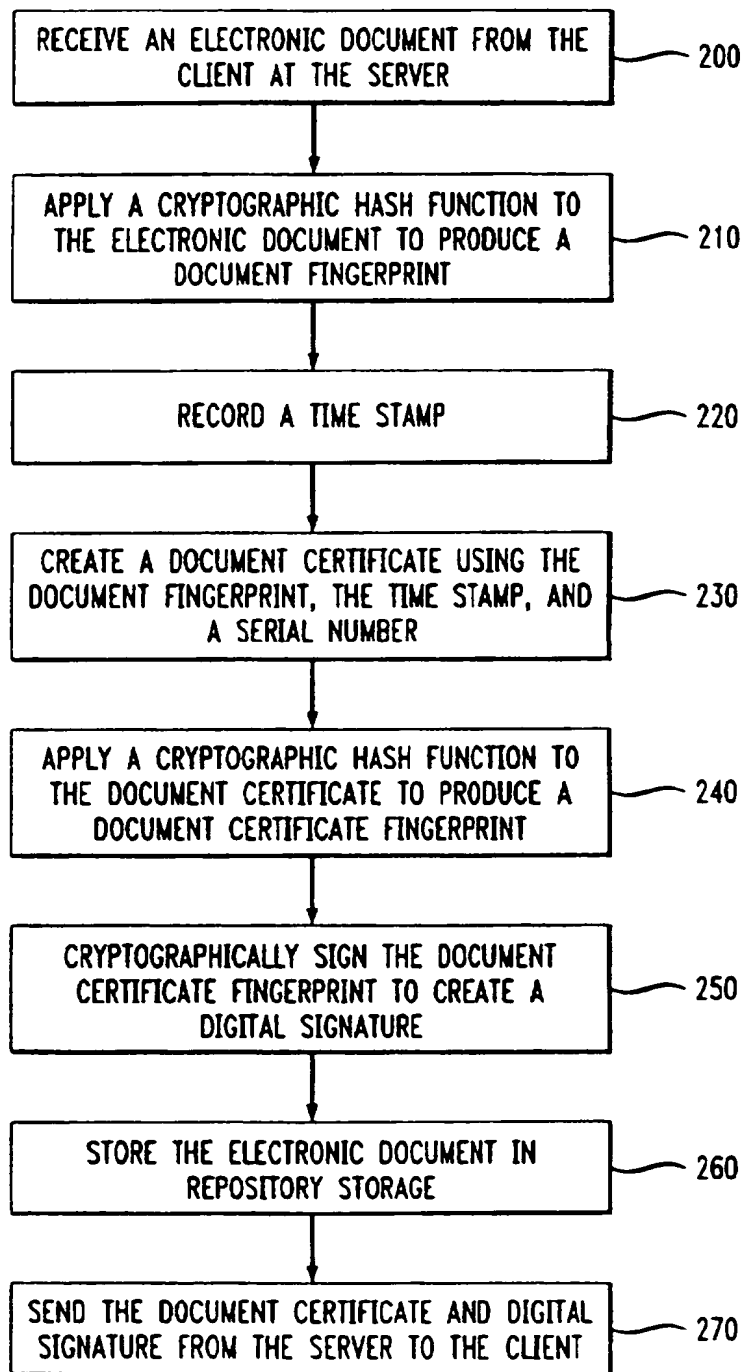 RECEIVE AN ELECTRONIC DOCUMENT FROM THE
CLIENT AT THE SERVER
200
APPLY A CRYPTOGRAPHIC HASH FUNCTION TO
THE ELECTRONIC DOCUMENT TO PRODUCE A
DOCUMENT FINGERPRINT
210
RECORD A TIME STAMP
220
CREATE A DOCUMENT CERTIFICATE USING THE
DOCUMENT FINGERPRINT, THE TIME STAMP, AND
A SERIAL NUMBER
230
APPLY A CRYPTOGRAPHIC HASH FUNCTION TO
THE DOCUMENT CERTIFICATE TO PRODUCE A
DOCUMENT CERTIFICATE FINGERPRINT
240
CRYPTOGRAPHICALLY SIGN THE DOCUMENT
CERTIFICATE FINGERPRINT TO CREATE A
DIGITAL SIGNATURE
250
STORE THE ELECTRONIC DOCUMENT IN
REPOSITORY STORAGE
260
SEND THE DOCUMENT CERTIFICATE AND DIGITAL
SIGNATURE FROM THE SERVER TO THE CLIENT
270